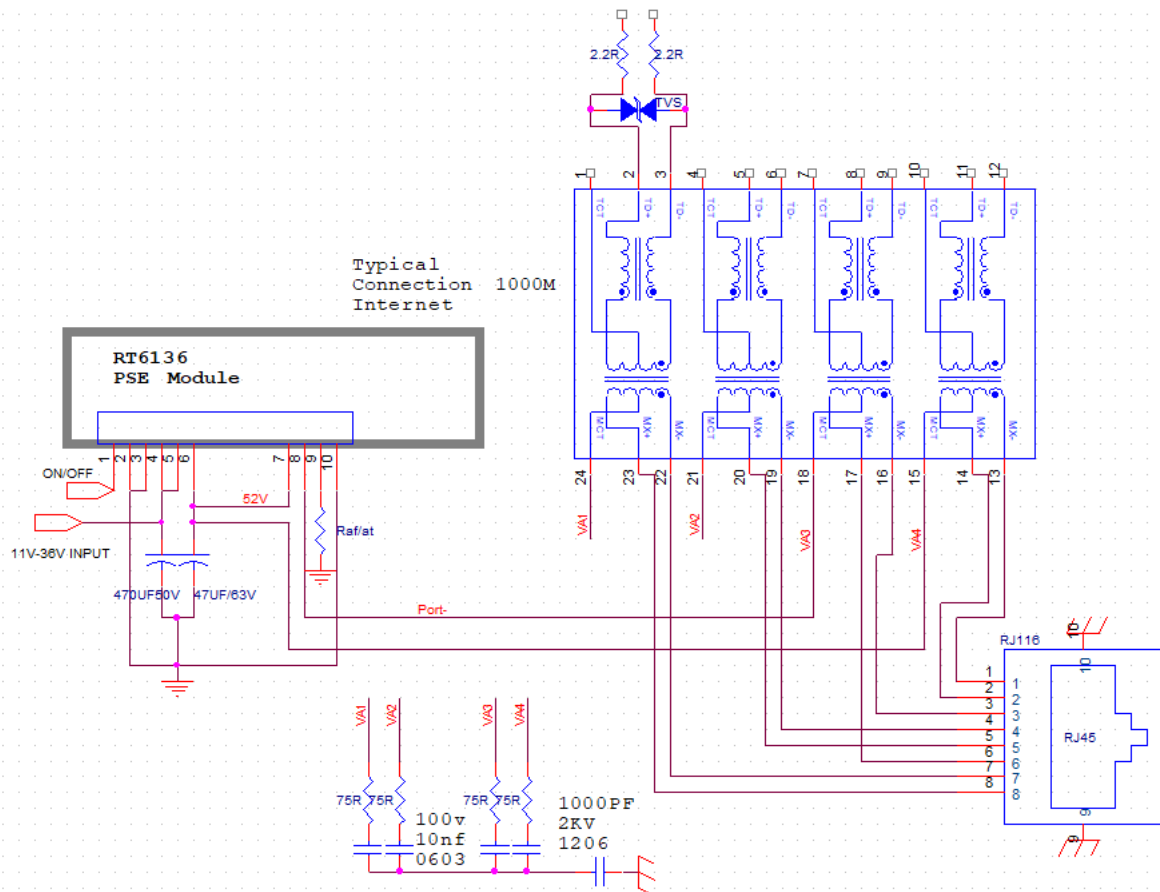 2.2R
2.2R
TVS
1
2
3
4
5
6
7
8
9
10
11
12
TCT
TD+
TD-
TCT
TD+
TD-
TCT
TD+
TD-
TCT
TD+
TD-
Typical
Connection 1000M
Internet
RT6136
PSE Module
MCT
MX+
MX-
MCT
MX+
MX-
MCT
MX+
MX-
MCT
MX+
MX-
1
2
3
4
5
6
7
8
9
10
24
23
22
21
20
19
18
17
16
15
14
13
ON/OFF
52V
11V-36V INPUT
Raf/at
VA1
VA2
VA3
VA4
470UF50V
47UF/63V
Port-
RJ116
10
10
1
2
3
4
5
6
7
8
1
2
3
4
5
6
7
8
RJ45
9
9
VA1
VA2
VA3
VA4
75R
75R
75R
75R
100v
10nf
0603
1000PF
2KV
1206